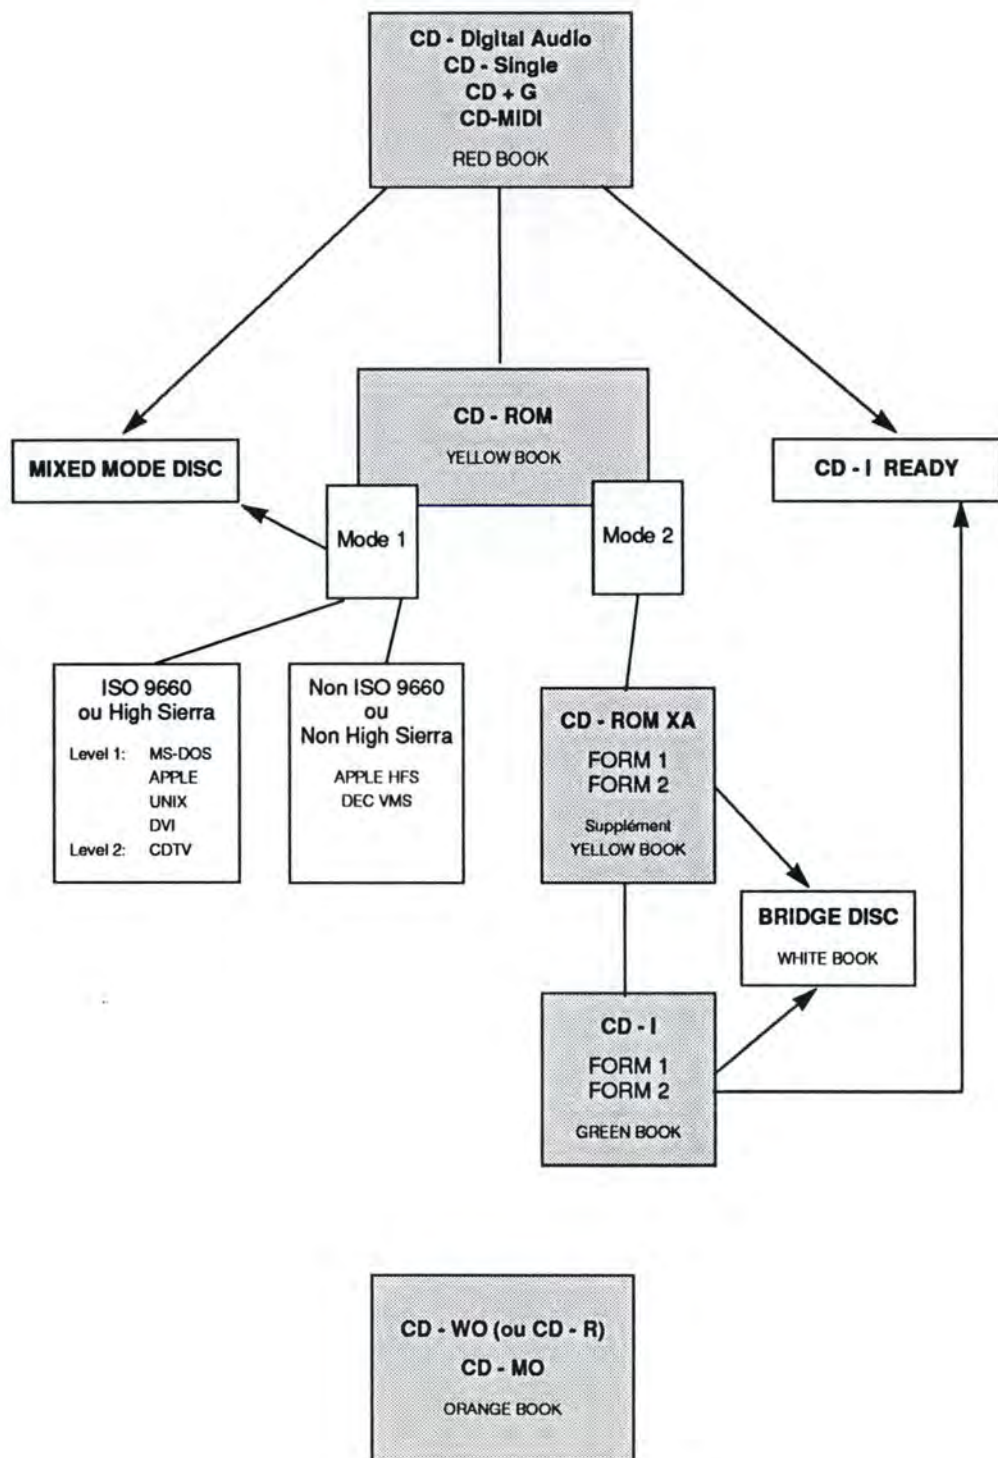 CD - Digital Audio
CD - Single
CD + G
CD-MIDI
RED BOOK
CD - ROM
YELLOW BOOK
MIXED MODE DISC
CD - I READY
Mode 1
Mode 2
ISO 9660
ou High Sierra
Level 1: MS-DOS
APPLE
UNIX
DVI
Level 2: CDTV
Non ISO 9660
ou
Non High Sierra
APPLE HFS
DEC VMS
CD - ROM XA
FORM 1
FORM 2
Supplément
YELLOW BOOK
BRIDGE DISC
WHITE BOOK
CD - I
FORM 1
FORM 2
GREEN BOOK
CD - WO (ou CD - R)
CD - MO
ORANGE BOOK